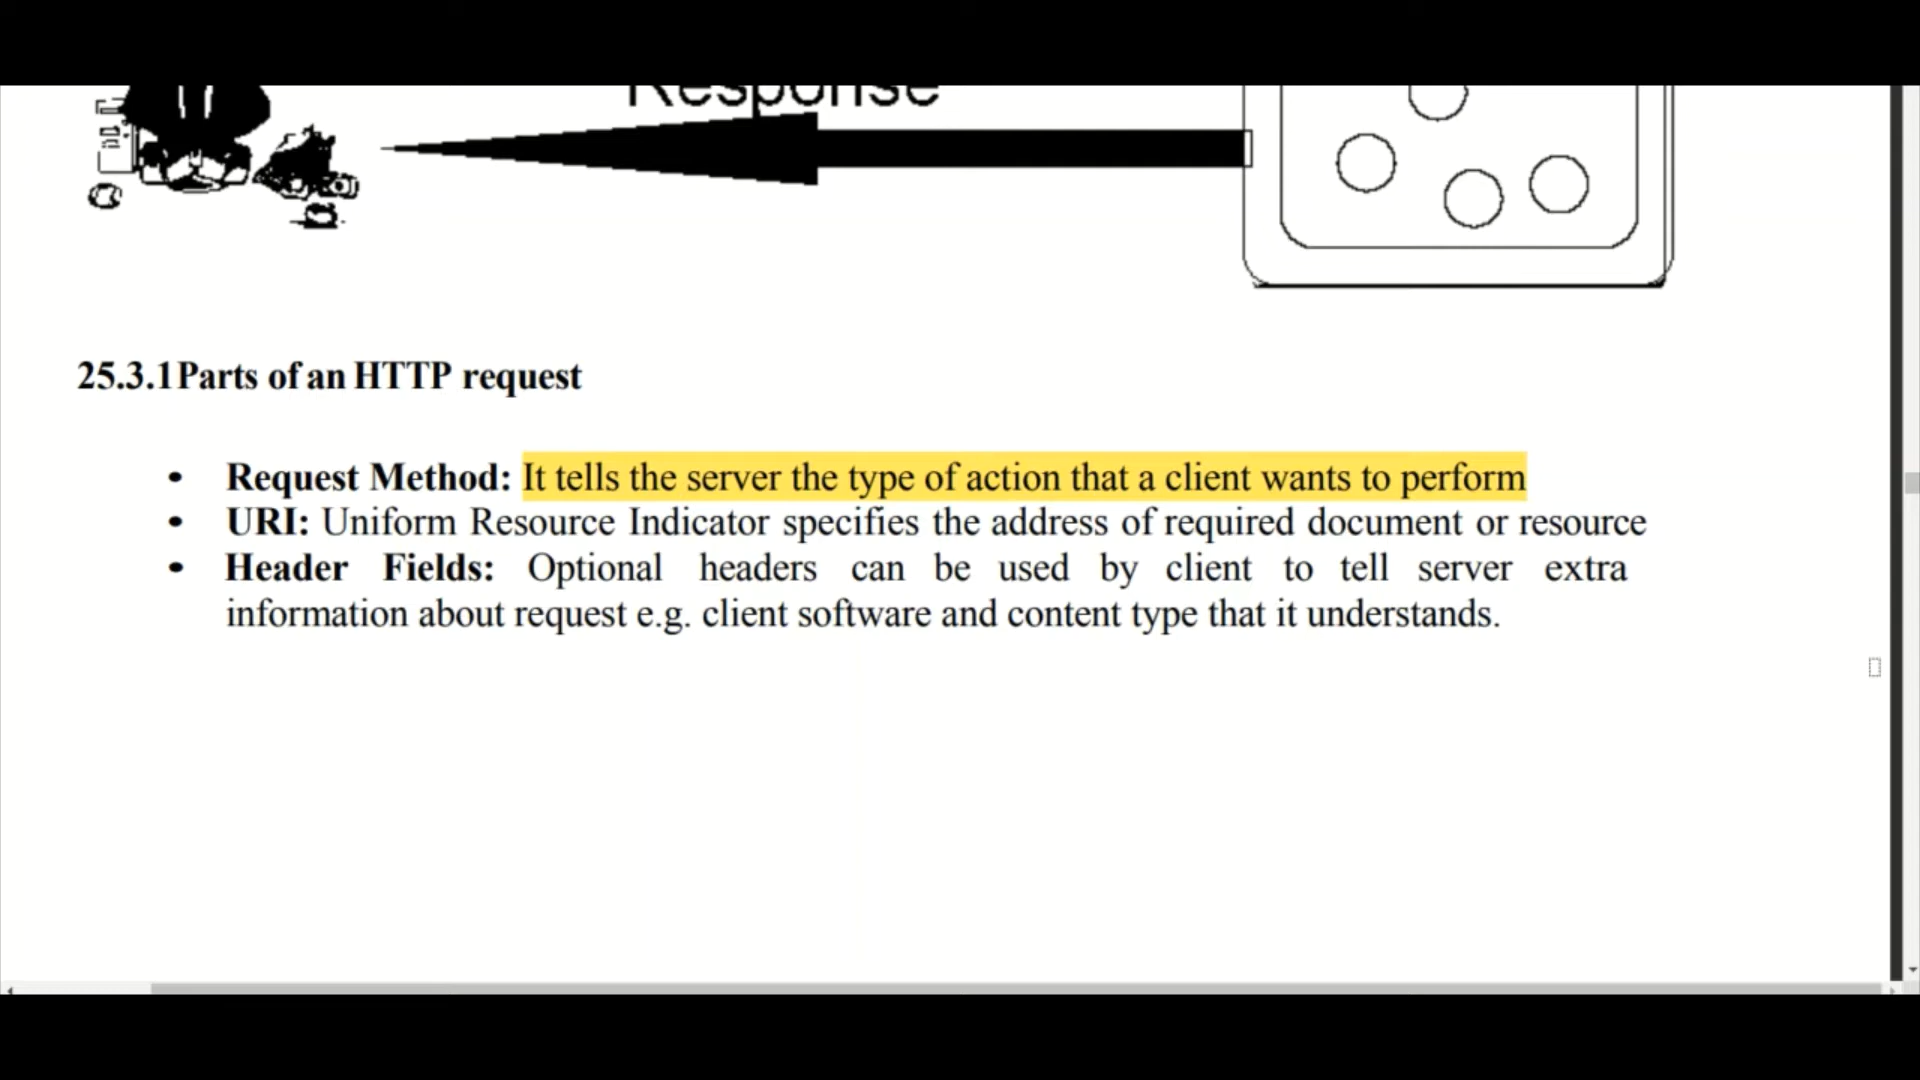 Response
25.3.1Parts of an HTTP request
• Request Method: It tells the server the type of action that a client wants to perform
• URI: Uniform Resource Indicator specifies the address of required document or resource
• Header Fields: Optional headers can be used by client to tell server extra
information about request e.g. client software and content type that it understands.